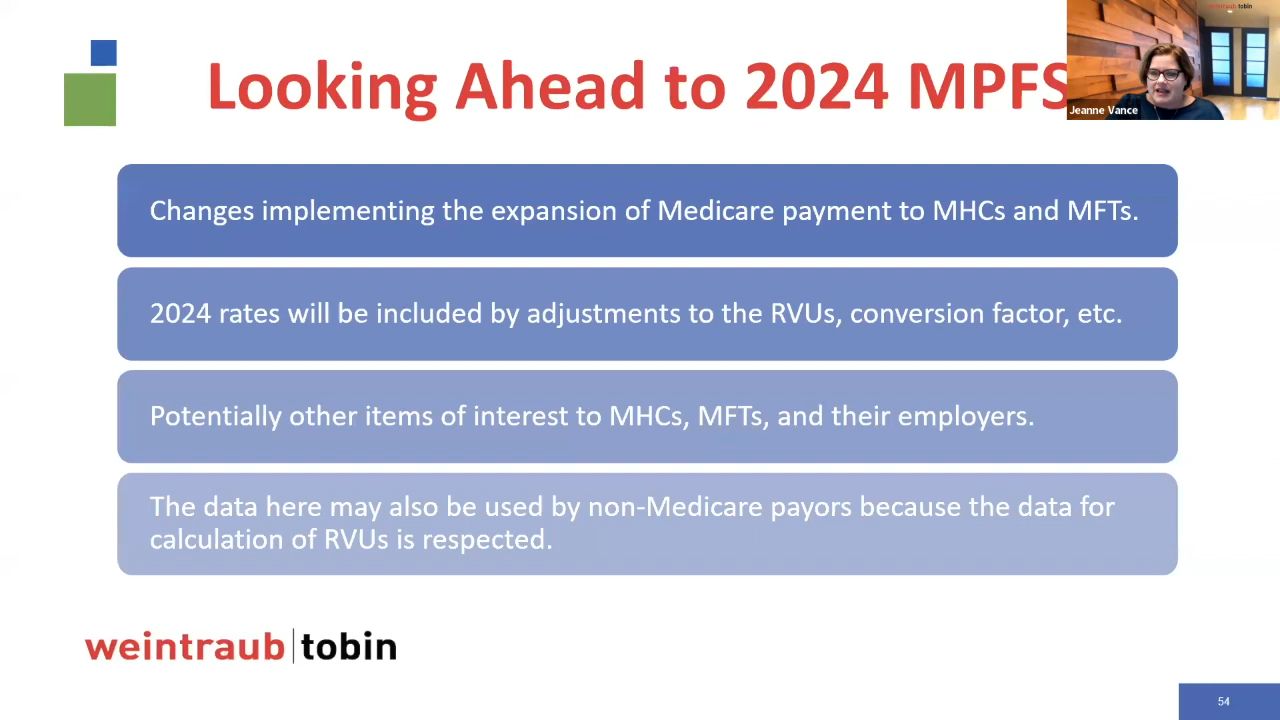 Looking Ahead to 2024 MPFS
weintraub tobin
Jeanne Vance
Changes implementing the expansion of Medicare payment to MHCs and MFTs.
2024 rates will be included by adjustments to the RVUs, conversion factor, etc.
Potentially other items of interest to MHCs, MFTs, and their employers.
The data here may also be used by non-Medicare payors because the data for
calculation of RVUs is respected.
weintraub tobin
54